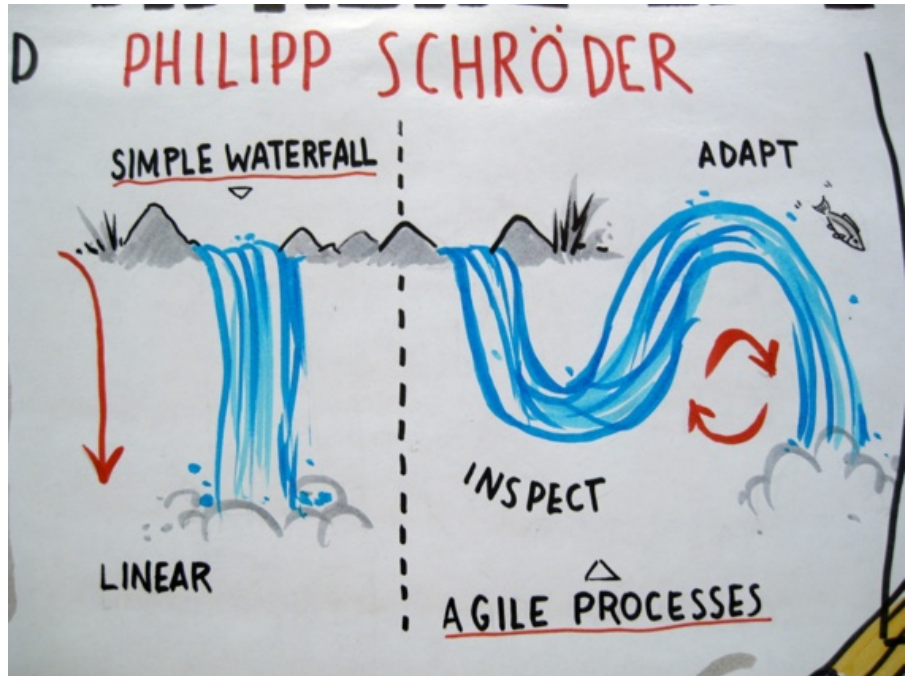 D PHILIPP SCHRÖDER
SIMPLE WATERFALL
LINEAR
ADAPT
INSPECT
AGILE PROCESSES